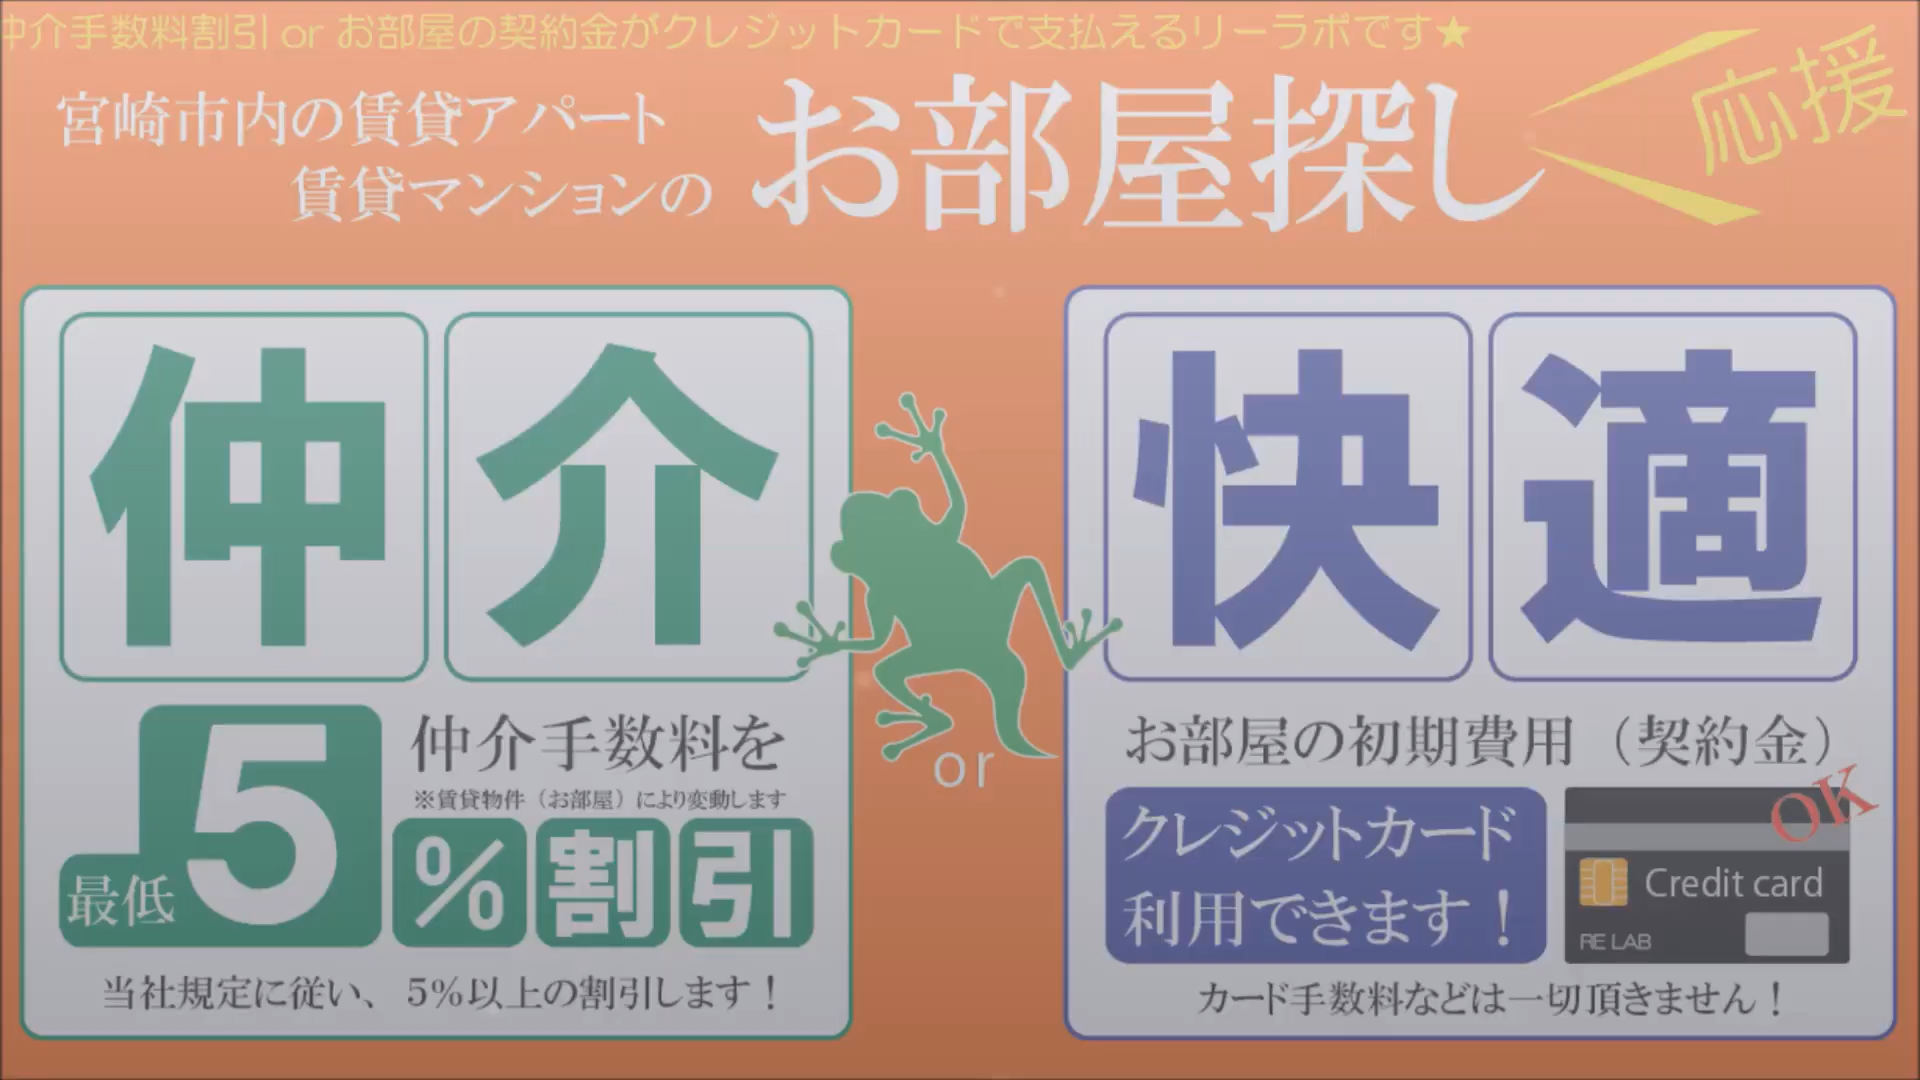 仲介手数料割引 or お部屋の契約金がクレジットカードで支払えるリーラボです★
宮崎市内の賃貸アパート
賃貸マンションの
お部屋探し
応援
仲介
仲介手数料を
※賃貸物件（お部屋）により変動します
最低5%割引
当社規定に従い、5%以上の割引します！
or
快適
お部屋の初期費用（契約金）
クレジットカード
利用できます！
OK
Credit card
RE LAB
カード手数料などは一切頂きません！